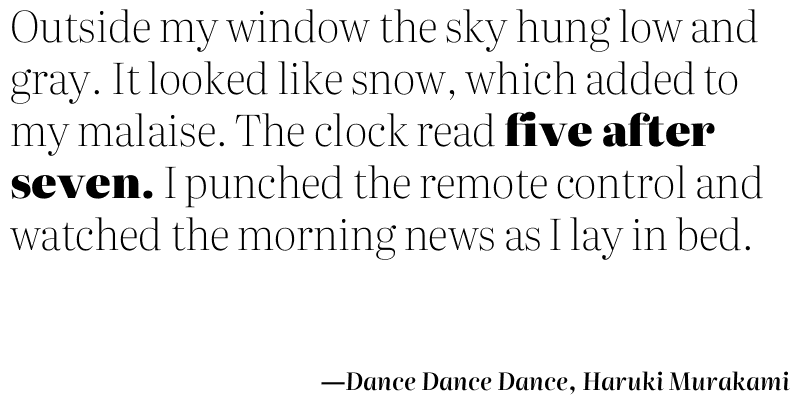 Outside my window the sky hung low and
gray. It looked like snow, which added to
my malaise. The clock read five after
seven. I punched the remote control and
watched the morning news as I lay in bed.
—Dance Dance Dance, Haruki Murakami